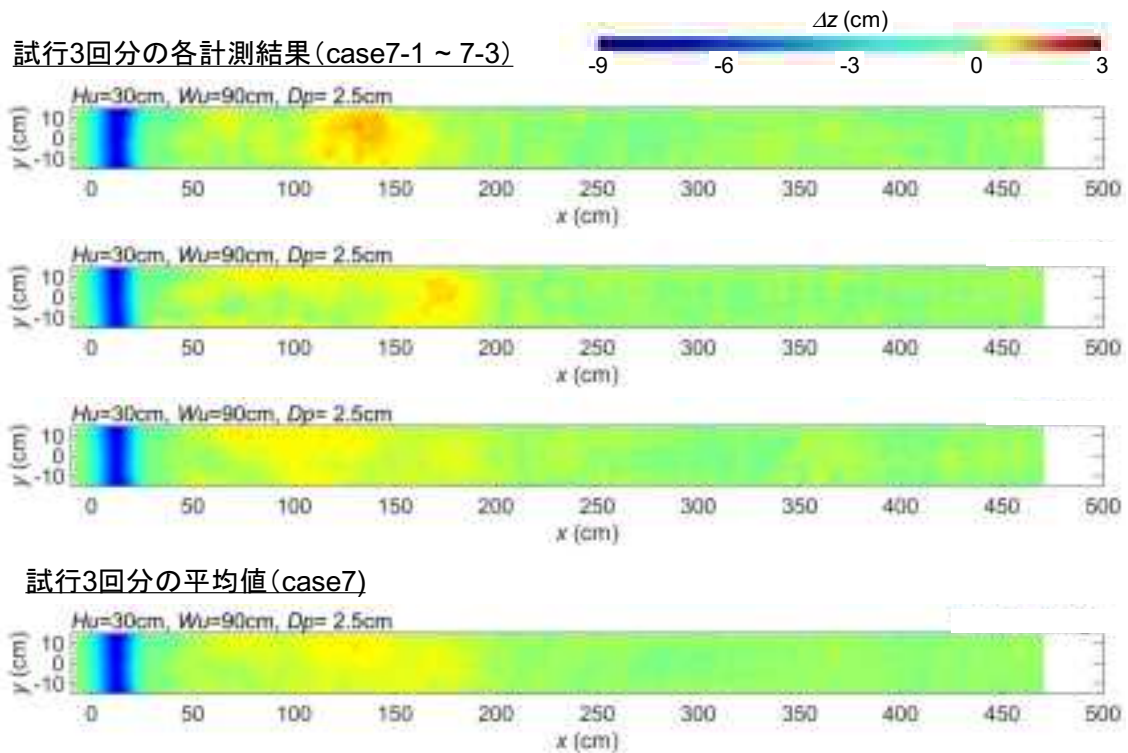 Δz (cm)
試行3回分の各計測結果(case7-1 ~ 7-3)
-9 -6 -3 0 3
Hu=30cm, Wu=90cm, Dp= 2.5cm
y (cm)
10
0
-10
0 50 100 150 200 250 300 350 400 450 500
x (cm)
Hu=30cm, Wu=90cm, Dp= 2.5cm
y (cm)
10
0
-10
0 50 100 150 200 250 300 350 400 450 500
x (cm)
Hu=30cm, Wu=90cm, Dp= 2.5cm
y (cm)
10
0
-10
0 50 100 150 200 250 300 350 400 450 500
x (cm)
試行3回分の平均値(case7)
Hu=30cm, Wu=90cm, Dp= 2.5cm
y (cm)
10
0
-10
0 50 100 150 200 250 300 350 400 450 500
x (cm)